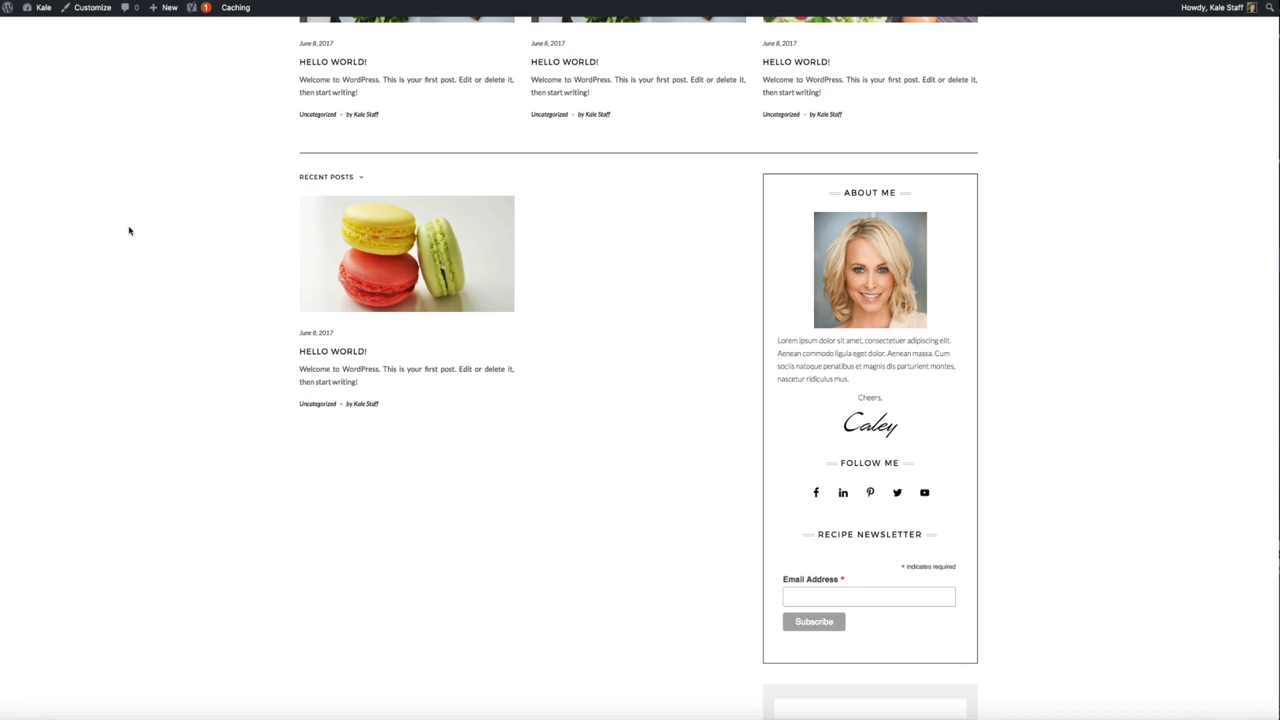 Kale Customize 0 New 1 Caching Howdy, Kale Staff
June 8, 2017
HELLO WORLD!
Welcome to WordPress. This is your first post. Edit or delete it,
then start writing!
Uncategorized - by Kale Staff
June 8, 2017
HELLO WORLD!
Welcome to WordPress. This is your first post. Edit or delete it,
then start writing!
Uncategorized - by Kale Staff
June 8, 2017
HELLO WORLD!
Welcome to WordPress. This is your first post. Edit or delete it,
then start writing!
Uncategorized - by Kale Staff
RECENT POSTS
June 8, 2017
HELLO WORLD!
Welcome to WordPress. This is your first post. Edit or delete it,
then start writing!
Uncategorized - by Kale Staff
ABOUT ME
Lorem ipsum dolor sit amet, consectetuer adipiscing elit.
Aenean commodo ligula eget dolor. Aenean massa. Cum
sociis natoque penatibus et magnis dis parturient montes,
nascetur ridiculus mus.
Cheers,
Caley
FOLLOW ME
RECIPE NEWSLETTER
* indicates required
Email Address *
Subscribe